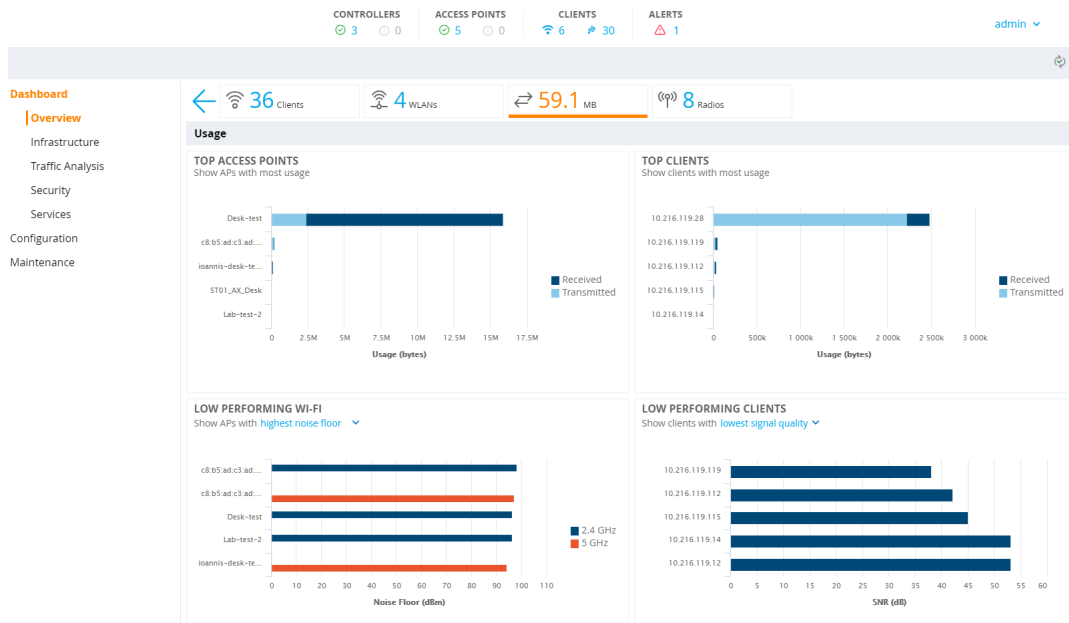 CONTROLLERS ACCESS POINTS CLIENTS ALERTS
3 0 5 0 6 30 1
admin
Dashboard
Overview
Infrastructure
Traffic Analysis
Security
Services
Configuration
Maintenance
36 Clients 4 WLANs 59.1 MB 8 Radios
Usage
TOP ACCESS POINTS
Show APs with most usage
Desk-test
c8:b5:ad:c3:ad:...
ioannis-desk-te...
ST01_AX_Desk
Lab-test-2
0 2.5M 5M 7.5M 10M 12.5M 15M 17.5M
Usage (bytes)
Received
Transmitted
TOP CLIENTS
Show clients with most usage
10.216.119.28
10.216.119.119
10.216.119.112
10.216.119.115
10.216.119.14
0 500k 1 000k 1 500k 2 000k 2 500k 3 000k
Usage (bytes)
Received
Transmitted
LOW PERFORMING WI-FI
Show APs with highest noise floor
c8:b5:ad:c3:ad:...
c8:b5:ad:c3:ad:...
Desk-test
Lab-test-2
ioannis-desk-te...
0 10 20 30 40 50 60 70 80 90 100 110
Noise Floor (dBm)
2.4 GHz
5 GHz
LOW PERFORMING CLIENTS
Show clients with lowest signal quality
10.216.119.119
10.216.119.112
10.216.119.115
10.216.119.14
10.216.119.12
0 5 10 15 20 25 30 35 40 45 50 55 60
SNR (dB)